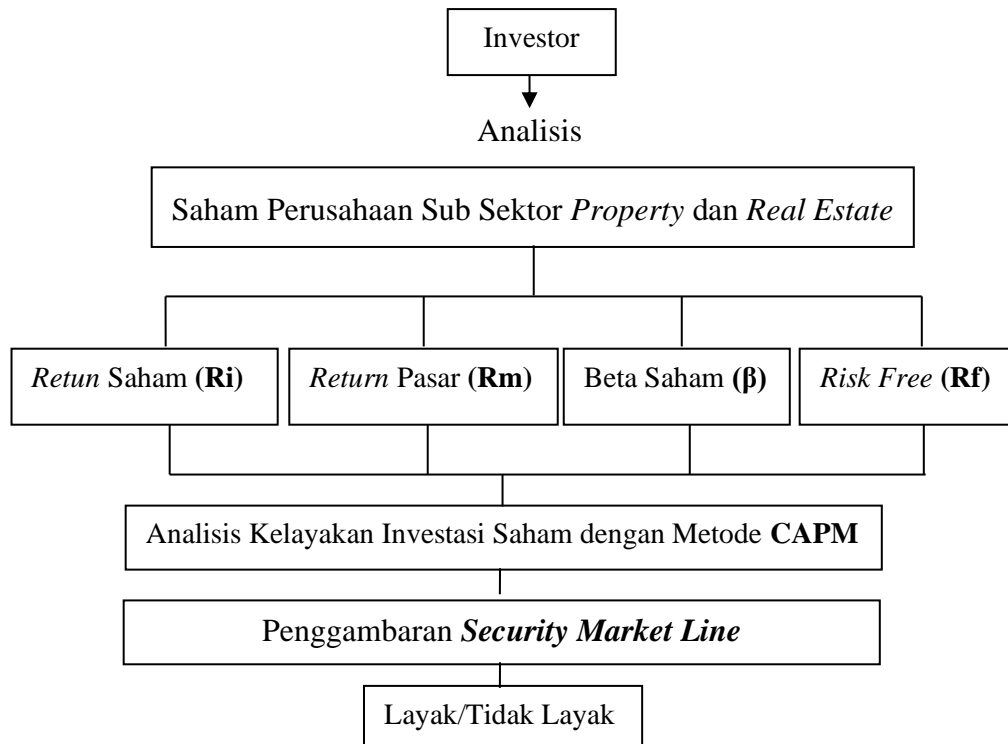 Investor
Analisis
Saham Perusahaan Sub Sektor Property dan Real Estate
Retun Saham (Ri)
Return Pasar (Rm)
Beta Saham (β)
Risk Free (Rf)
Analisis Kelayakan Investasi Saham dengan Metode CAPM
Penggambaran Security Market Line
Layak/Tidak Layak